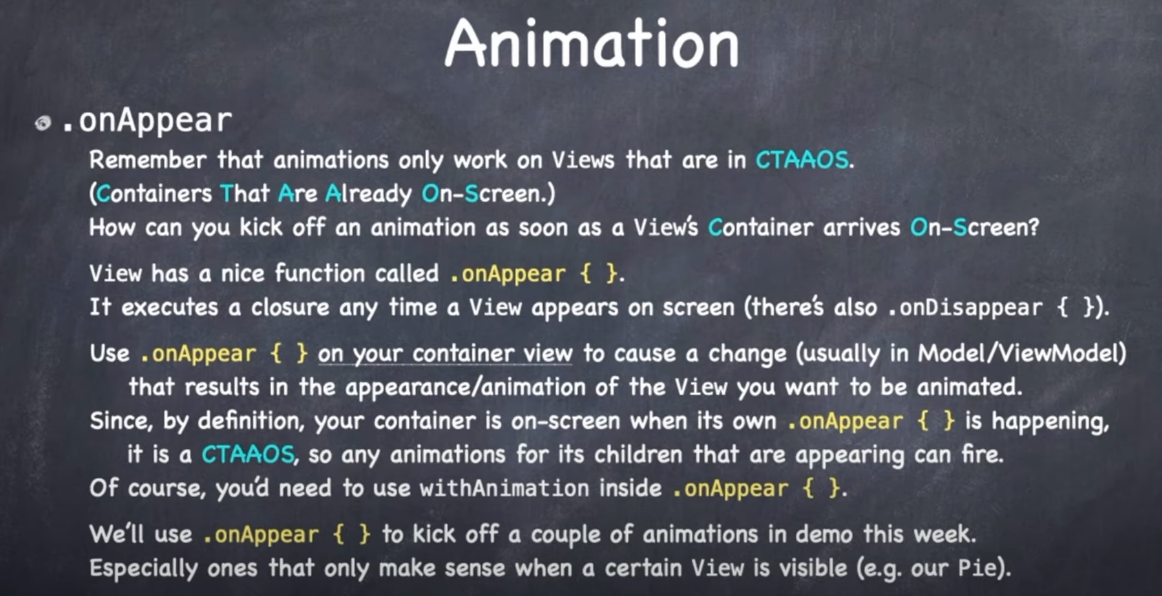 Animation
.onAppear
Remember that animations only work on Views that are in CTAAOS.
(Containers That Are Already On-Screen.)
How can you kick off an animation as soon as a View's Container arrives On-Screen?
View has a nice function called .onAppear { }.
It executes a closure any time a View appears on screen (there's also .onDisappear { }).
Use .onAppear { } on your container view to cause a change (usually in Model/ViewModel)
that results in the appearance/animation of the View you want to be animated.
Since, by definition, your container is on-screen when its own .onAppear { } is happening,
it is a CTAAOS, so any animations for its children that are appearing can fire.
Of course, you'd need to use withAnimation inside .onAppear { }.
We'll use .onAppear { } to kick off a couple of animations in demo this week.
Especially ones that only make sense when a certain View is visible (e.g. our Pie).